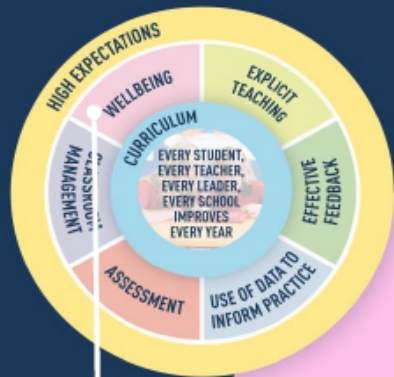 HIGH EXPECTATIONS
WELLBEING
EXPLICIT
TEACHING
EFFECTIVE
FEEDBACK
USE OF DATA TO
INFORM PRACTICE
ASSESSMENT
CLASSROOM
MANAGEMENT
CURRICULUM
EVERY STUDENT,
EVERY TEACHER,
EVERY LEADER,
EVERY SCHOOL
IMPROVES
EVERY YEAR